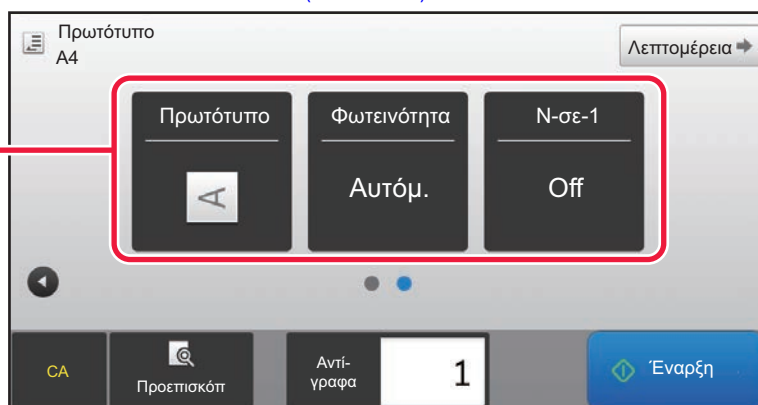 Πρωτότυπο
A4
Λεπτομέρεια
Πρωτότυπο
Φωτεινότητα
N-σε-1
A
Αυτόμ.
Off
CA
Προεπισκόπ
Αντί-
γραφα
1
Έναρξη